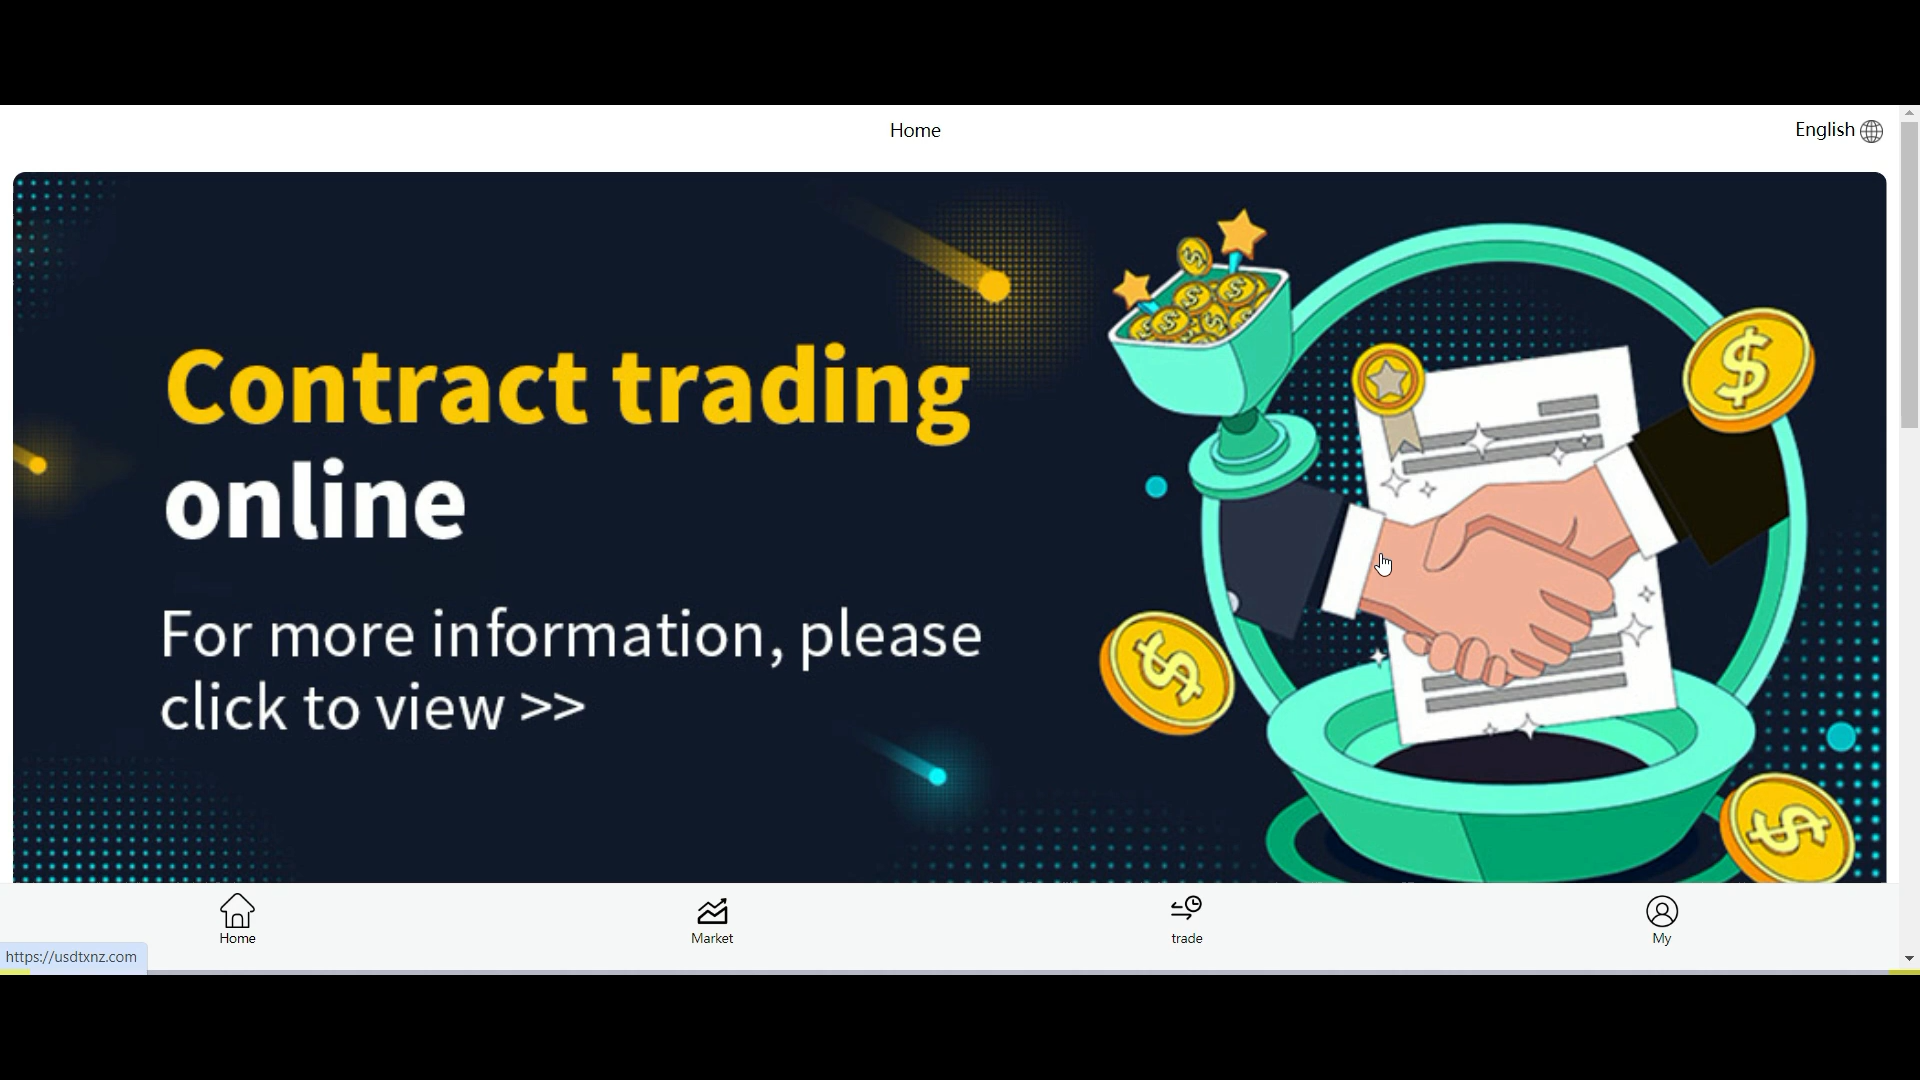 Home
English
Contract trading
online
For more information, please
click to view >>
Home
Market
trade
My
https://usdtxnz.com